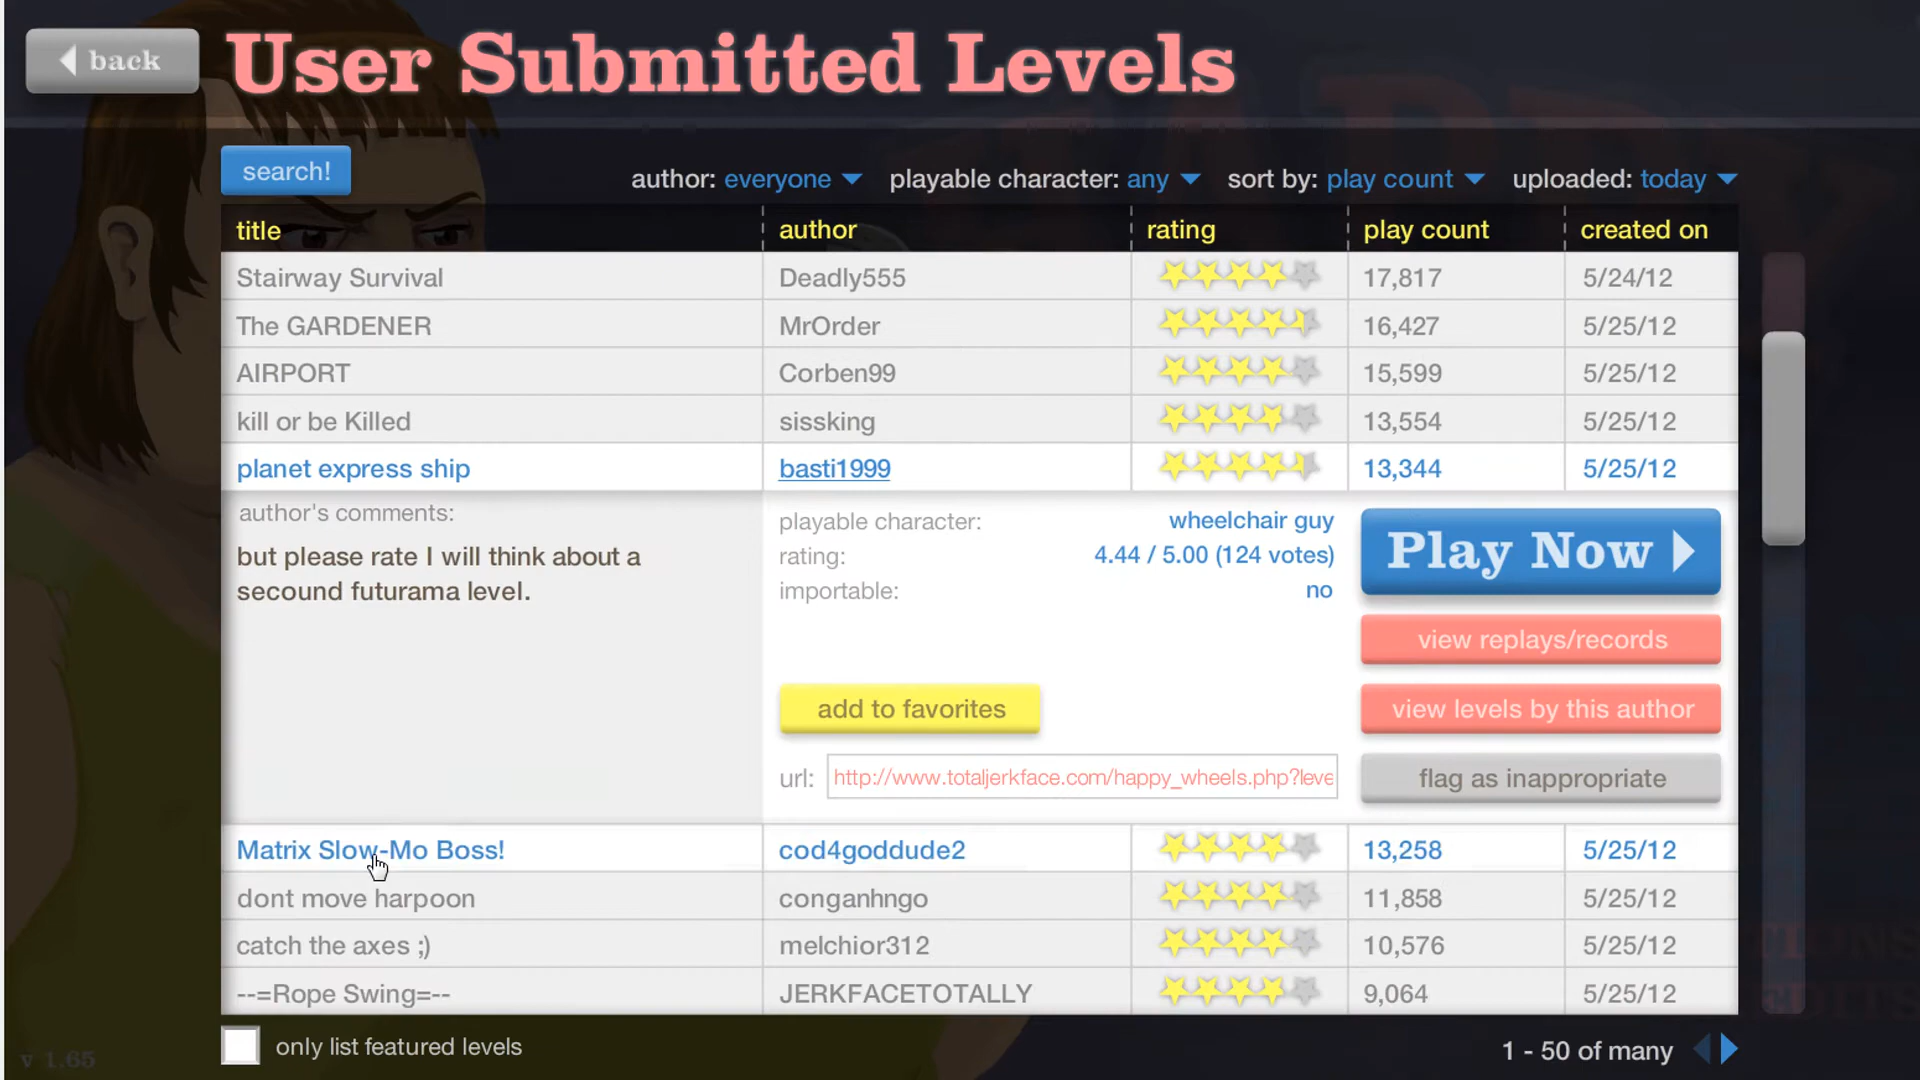 back
User Submitted Levels
search!
author: everyone playable character: any sort by: play count uploaded: today
title author rating play count created on
Stairway Survival Deadly555 17,817 5/24/12
The GARDENER MrOrder 16,427 5/25/12
AIRPORT Corben99 15,599 5/25/12
kill or be Killed sissking 13,554 5/25/12
planet express ship basti1999 13,344 5/25/12
author's comments:
but please rate I will think about a
secound futurama level.
playable character: wheelchair guy
rating: 4.44 / 5.00 (124 votes)
importable: no
Play Now
view replays/records
add to favorites
view levels by this author
url: http://www.totaljerkface.com/happy_wheels.php?leve
flag as inappropriate
Matrix Slow-Mo Boss! cod4goddude2 13,258 5/25/12
dont move harpoon conganhngo 11,858 5/25/12
catch the axes ;) melchior312 10,576 5/25/12
--=Rope Swing=-- JERKFACETOTALLY 9,064 5/25/12
only list featured levels
1 - 50 of many
v 1.65